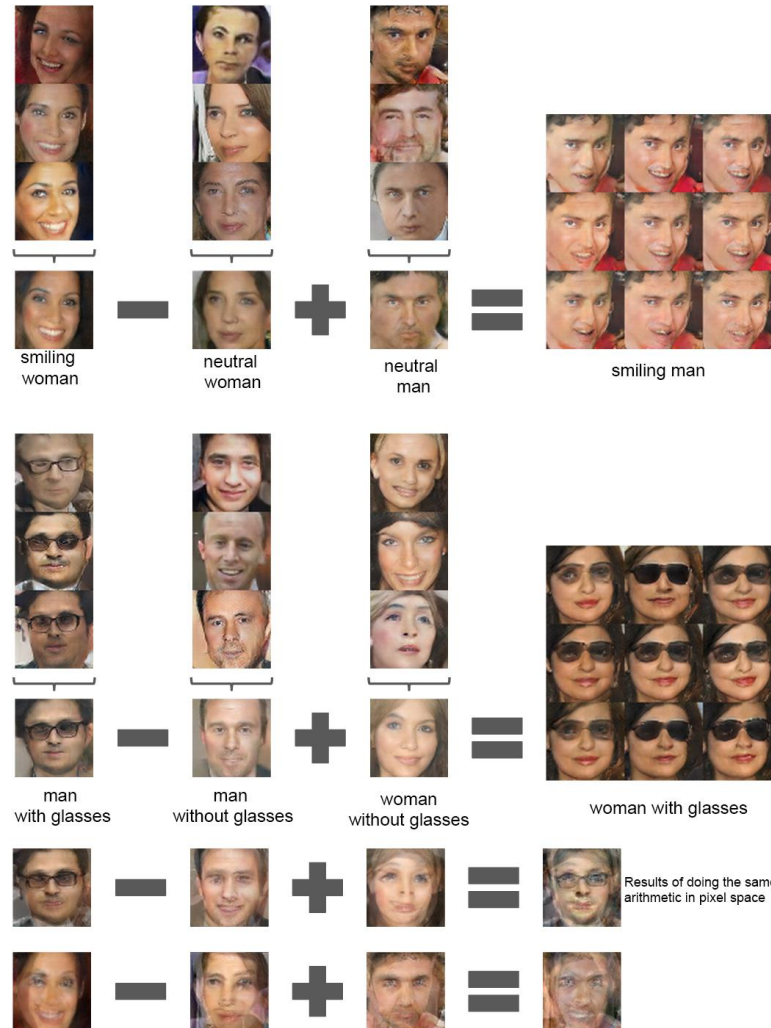 smiling
woman
neutral
woman
neutral
man
smiling man
man
with glasses
man
without glasses
woman
without glasses
woman with glasses
Results of doing the same
arithmetic in pixel space